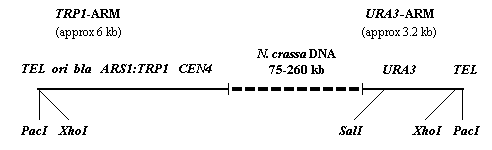 TRP1-ARM
(approx 6 kb)
URA3-ARM
(approx 3.2 kb)
N. crassa DNA
75-260 kb
TEL ori bla ARS1:TRP1 CEN4
URA3 TEL
PacI XhoI
SalI XhoI PacI